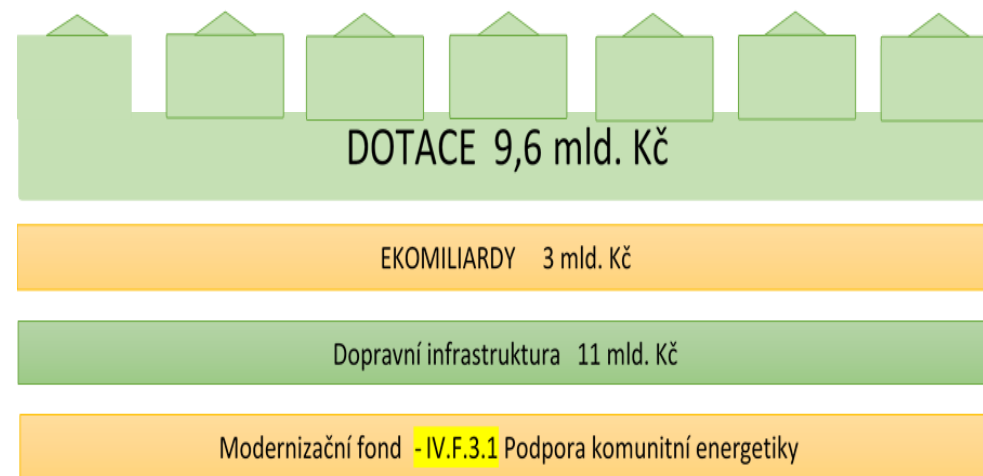 DOTACE 9,6 mld. Kč
EKOMILIARDY 3 mld. Kč
Dopravní infrastruktura 11 mld. Kč
Modernizační fond - IV.F.3.1 Podpora komunitní energetiky